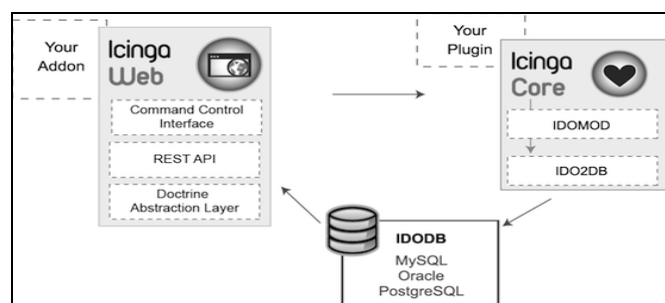 Your
Addon
Icinga
Web
Command Control
Interface
REST API
Doctrine
Abstraction Layer
Your
Plugin
Icinga
Core
IDOMOD
IDO2DB
IDODB
MySQL
Oracle
PostgreSQL